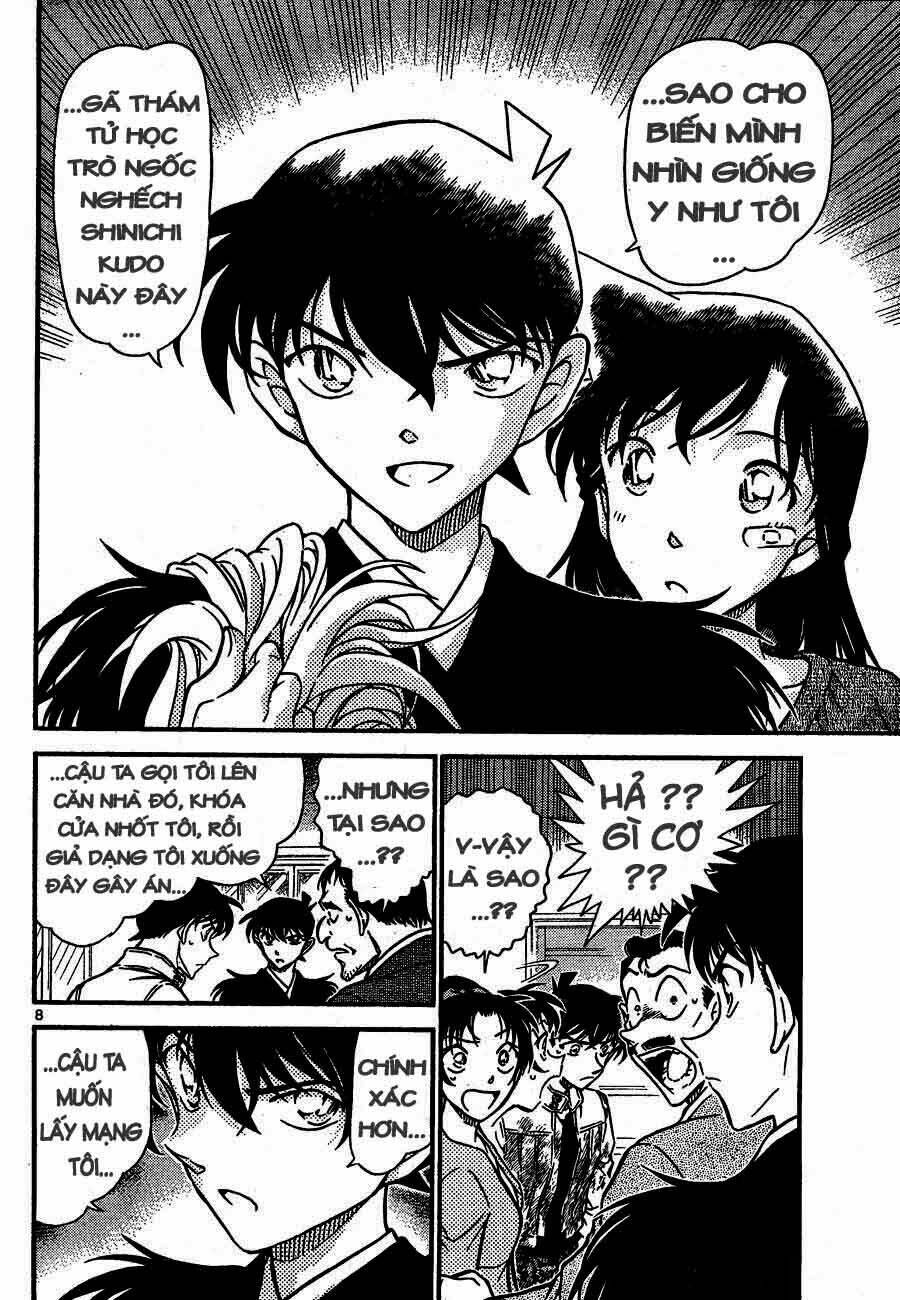 ...SAO CHO
BIẾN MÌNH
NHÌN GIỐNG
Y NHƯ TÔI
...
...GÃ THÁM
TỬ HỌC
TRÒ NGỐC
NGHẾCH
SHINICHI
KUDO
NÀY ĐÂY
...
HẢ ??
GÌ CƠ
??
V-VẬY
LÀ SAO
...??
...NHƯNG
TẠI SAO
...??
...CẬU TA GỌI TÔI LÊN
CĂN NHÀ ĐÓ, KHÓA
CỬA NHỐT TÔI, RỒI
GIẢ DẠNG TÔI XUỐNG
ĐÂY GÂY ÁN...
8
CHÍNH
XÁC
HƠN...
...CẬU TA
MUỐN
LẤY MẠNG
TÔI...